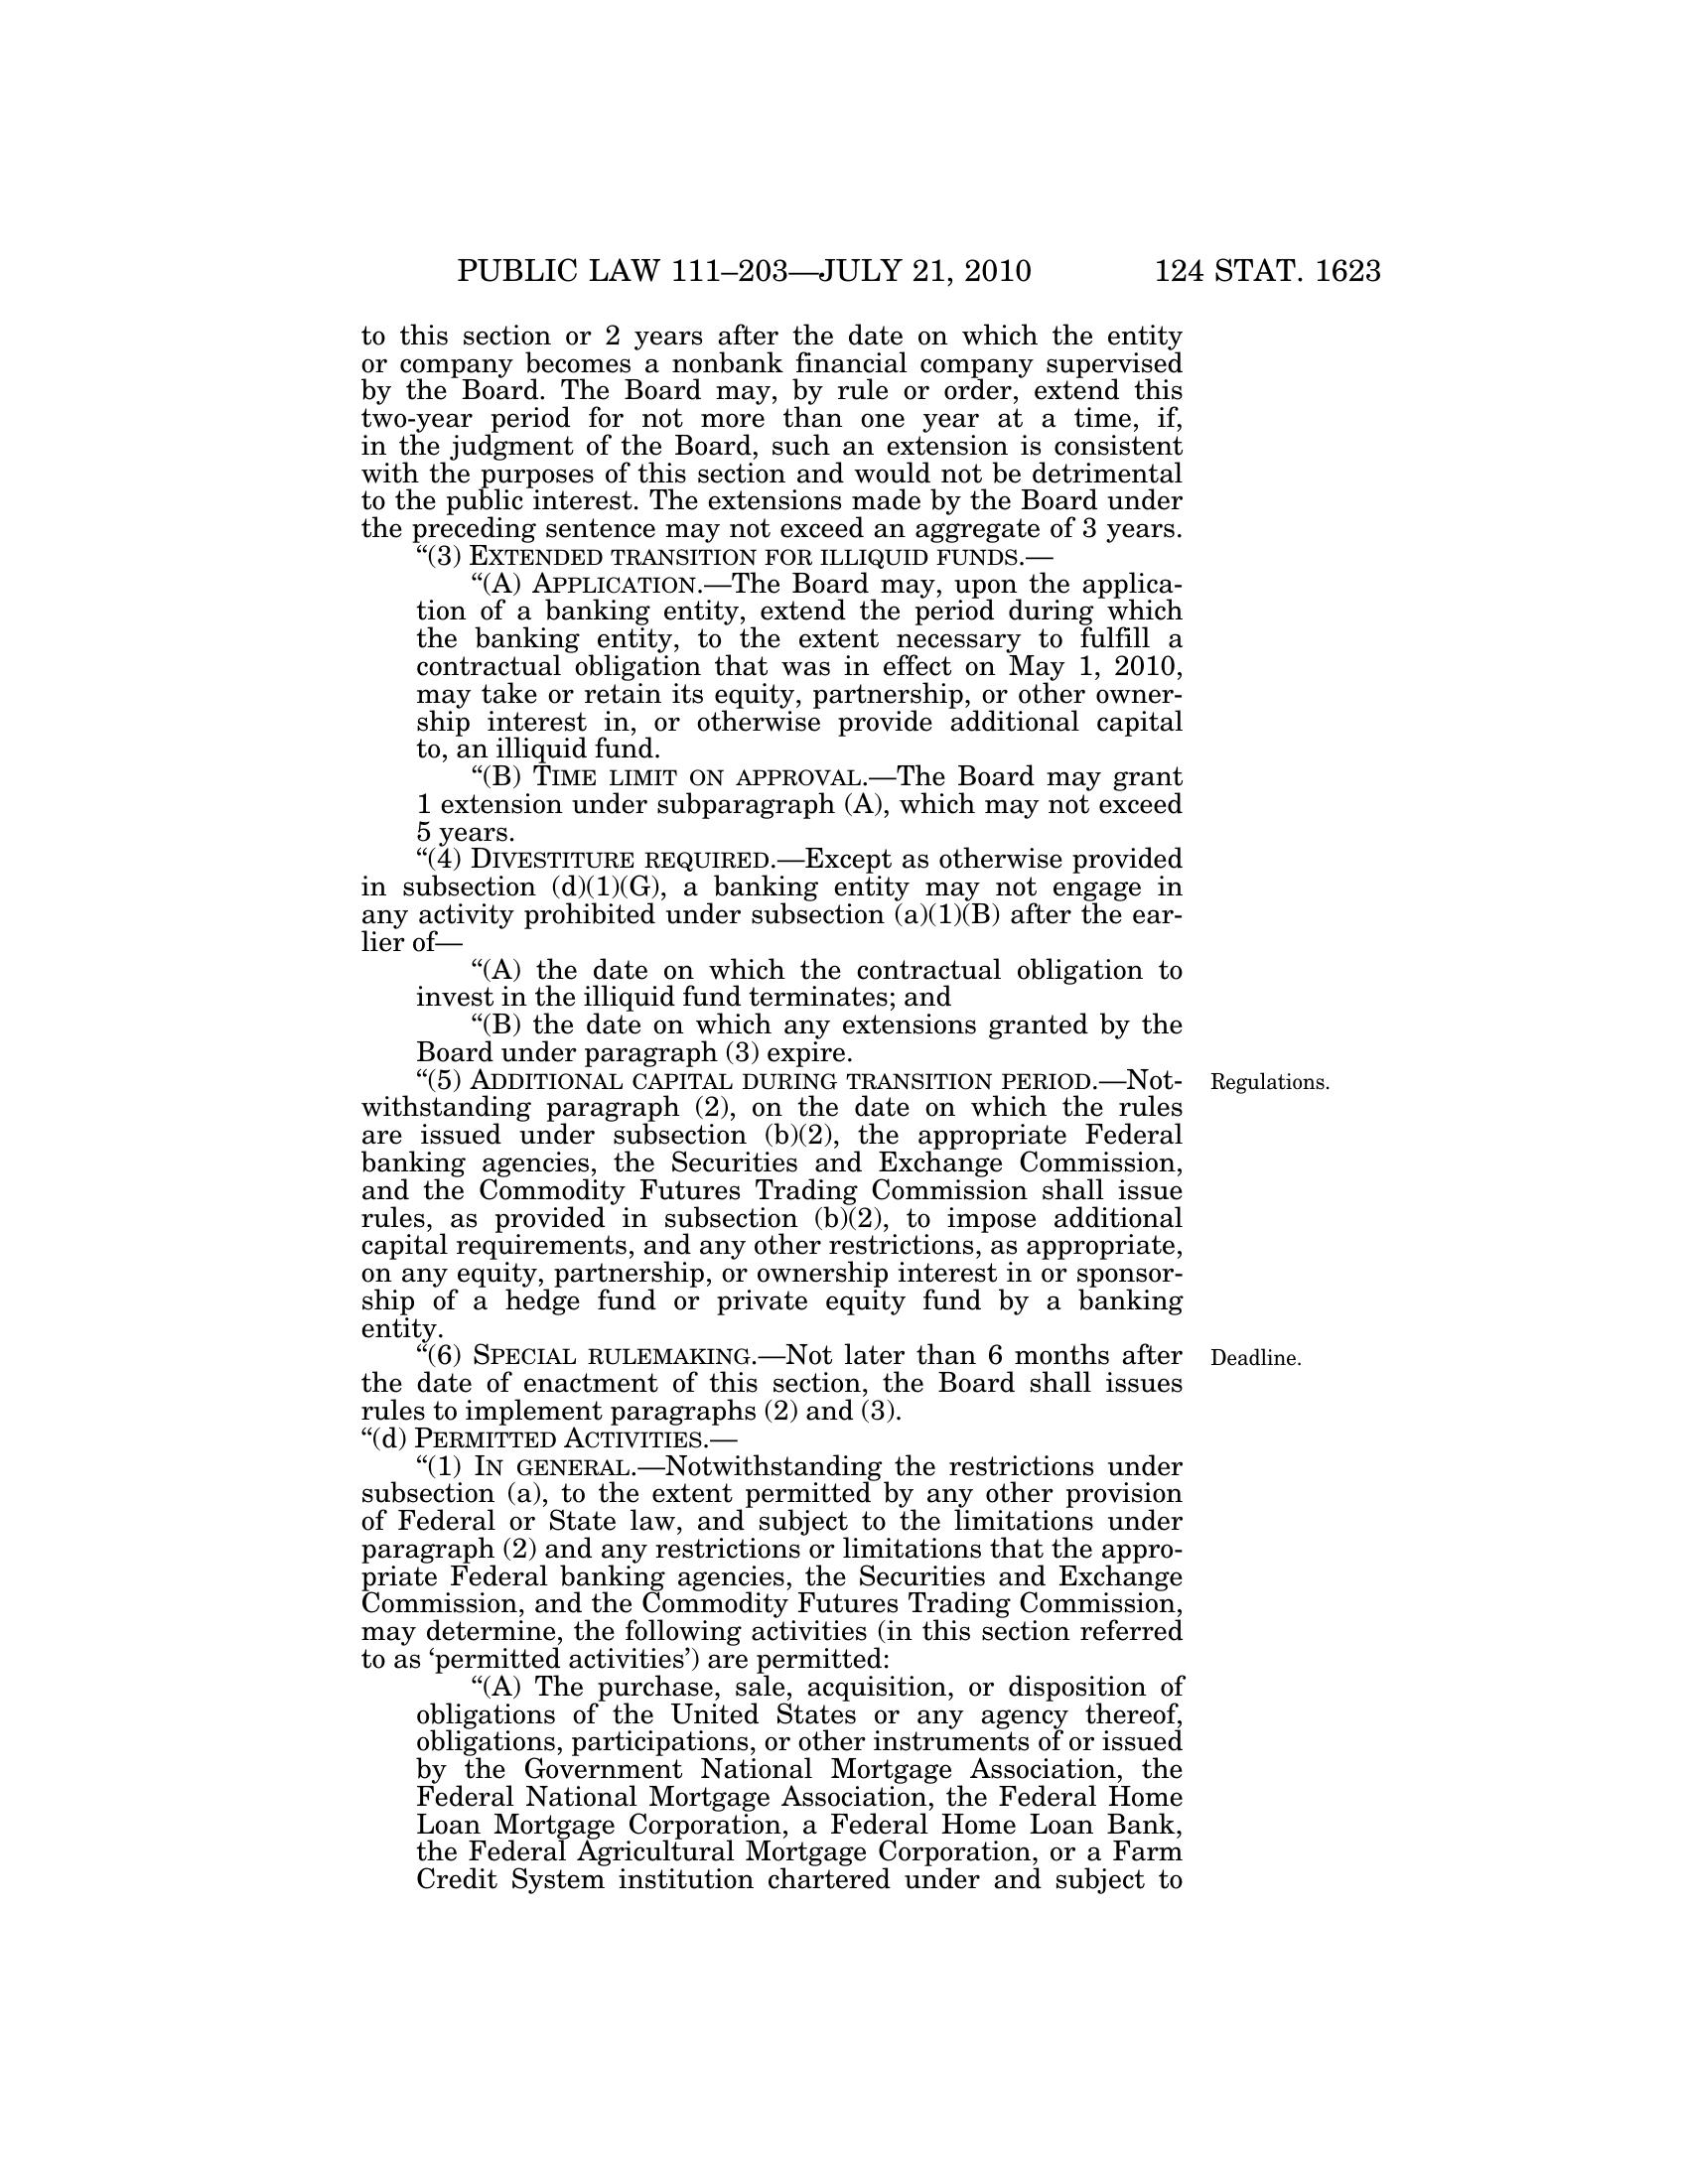 PUBLIC LAW 111–203—JULY 21, 2010 124 STAT. 1623
to this section or 2 years after the date on which the entity
or company becomes a nonbank financial company supervised
by the Board. The Board may, by rule or order, extend this
two-year period for not more than one year at a time, if,
in the judgment of the Board, such an extension is consistent
with the purposes of this section and would not be detrimental
to the public interest. The extensions made by the Board under
the preceding sentence may not exceed an aggregate of 3 years.
“(3) EXTENDED TRANSITION FOR ILLIQUID FUNDS.—
“(A) APPLICATION.—The Board may, upon the applica-
tion of a banking entity, extend the period during which
the banking entity, to the extent necessary to fulfill a
contractual obligation that was in effect on May 1, 2010,
may take or retain its equity, partnership, or other owner-
ship interest in, or otherwise provide additional capital
to, an illiquid fund.
“(B) TIME LIMIT ON APPROVAL.—The Board may grant
1 extension under subparagraph (A), which may not exceed
5 years.
“(4) DIVESTITURE REQUIRED.—Except as otherwise provided
in subsection (d)(1)(G), a banking entity may not engage in
any activity prohibited under subsection (a)(1)(B) after the ear-
lier of—
“(A) the date on which the contractual obligation to
invest in the illiquid fund terminates; and
“(B) the date on which any extensions granted by the
Board under paragraph (3) expire.
“(5) ADDITIONAL CAPITAL DURING TRANSITION PERIOD.—Not- Regulations.
withstanding paragraph (2), on the date on which the rules
are issued under subsection (b)(2), the appropriate Federal
banking agencies, the Securities and Exchange Commission,
and the Commodity Futures Trading Commission shall issue
rules, as provided in subsection (b)(2), to impose additional
capital requirements, and any other restrictions, as appropriate,
on any equity, partnership, or ownership interest in or sponsor-
ship of a hedge fund or private equity fund by a banking
entity.
“(6) SPECIAL RULEMAKING.—Not later than 6 months after Deadline.
the date of enactment of this section, the Board shall issues
rules to implement paragraphs (2) and (3).
“(d) PERMITTED ACTIVITIES.—
“(1) IN GENERAL.—Notwithstanding the restrictions under
subsection (a), to the extent permitted by any other provision
of Federal or State law, and subject to the limitations under
paragraph (2) and any restrictions or limitations that the appro-
priate Federal banking agencies, the Securities and Exchange
Commission, and the Commodity Futures Trading Commission,
may determine, the following activities (in this section referred
to as ‘permitted activities’) are permitted:
“(A) The purchase, sale, acquisition, or disposition of
obligations of the United States or any agency thereof,
obligations, participations, or other instruments of or issued
by the Government National Mortgage Association, the
Federal National Mortgage Association, the Federal Home
Loan Mortgage Corporation, a Federal Home Loan Bank,
the Federal Agricultural Mortgage Corporation, or a Farm
Credit System institution chartered under and subject to